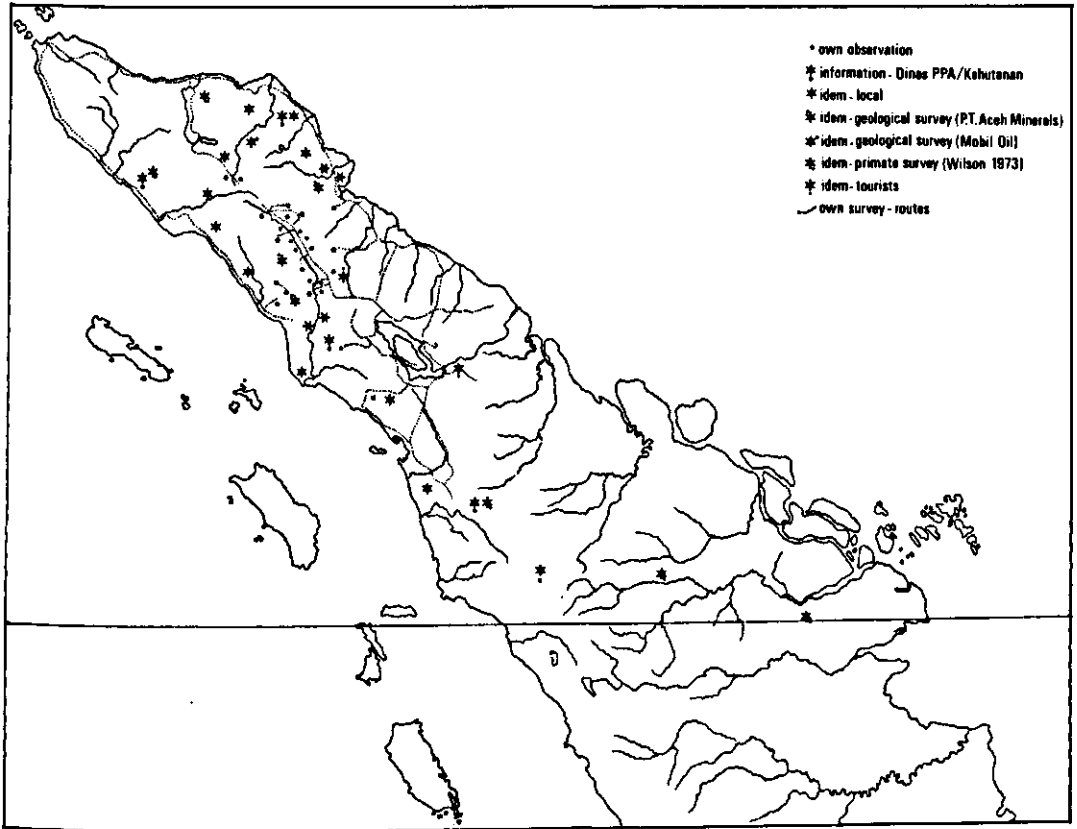 own observation
information - Dinas PPA/Kehutanan
idem - local
idem - geological survey (P.T. Aceh Minerals)
idem - geological survey (Mobil Oil)
idem - primate survey (Wilson 1973)
idem - tourists
own survey - routes